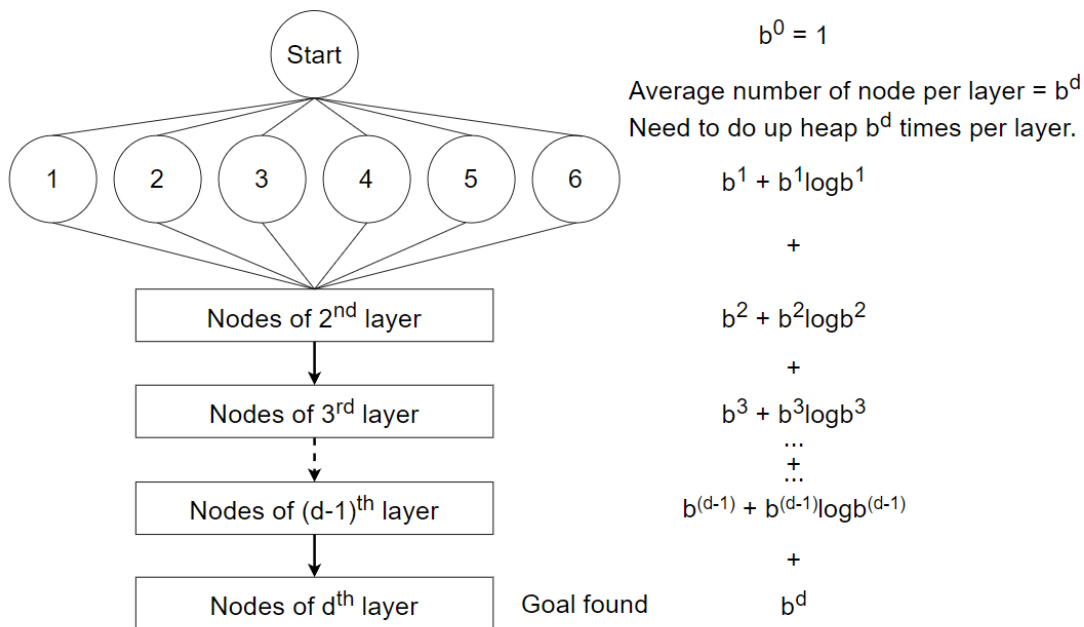 Start
b⁰ = 1
Average number of node per layer = bᵈ
Need to do up heap bᵈ times per layer.
1 2 3 4 5 6
b¹ + b¹logb¹
+
Nodes of 2ⁿᵈ layer
b² + b²logb²
+
Nodes of 3ʳᵈ layer
b³ + b³logb³
...
+
...
Nodes of (d-1)ᵗʰ layer
b⁽ᵈ⁻¹⁾ + b⁽ᵈ⁻¹⁾logb⁽ᵈ⁻¹⁾
+
Nodes of dᵗʰ layer
Goal found
bᵈ